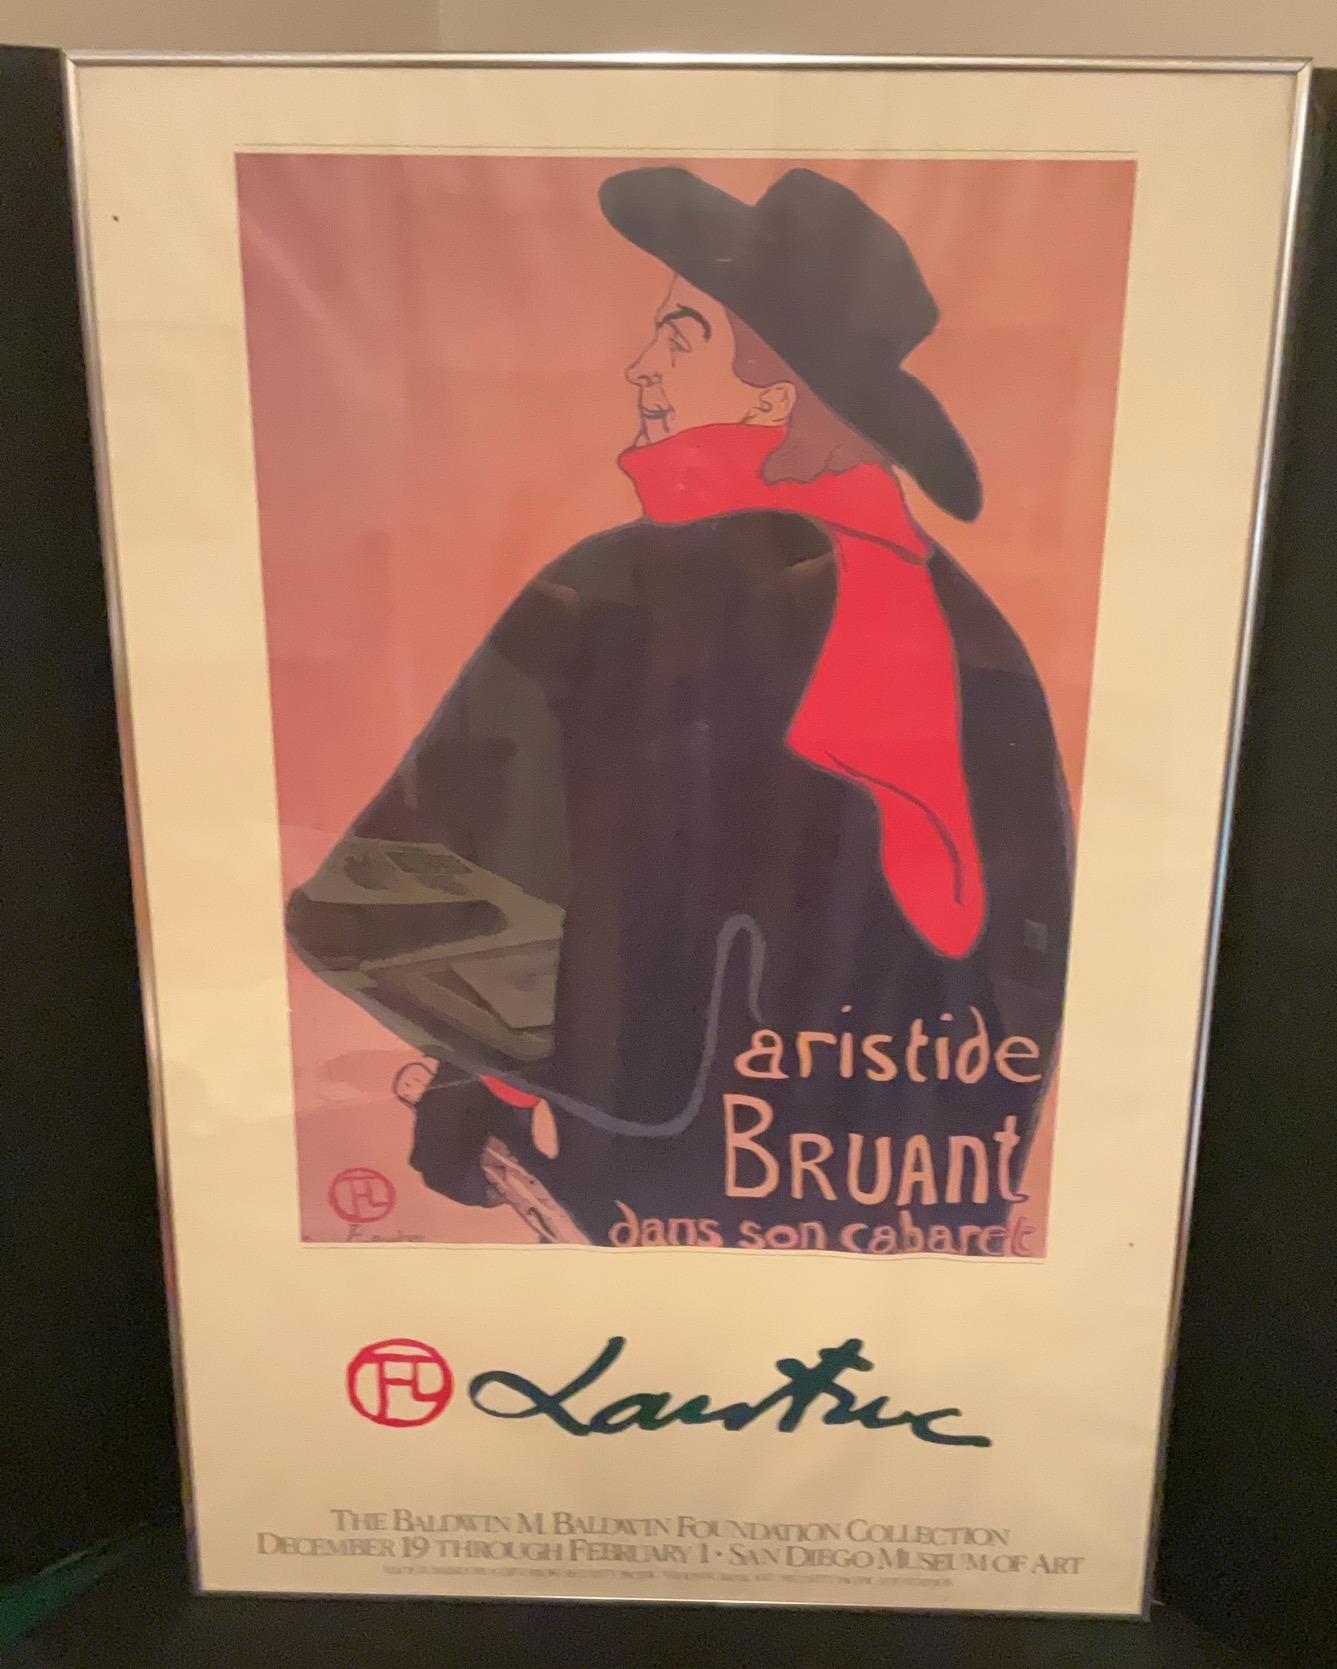 aristide
BRUANT
dans son cabaret
HTL
Lautrec
THE BALDWIN M. BALDWIN FOUNDATION COLLECTION
DECEMBER 19 THROUGH FEBRUARY 1 • SAN DIEGO MUSEUM OF ART